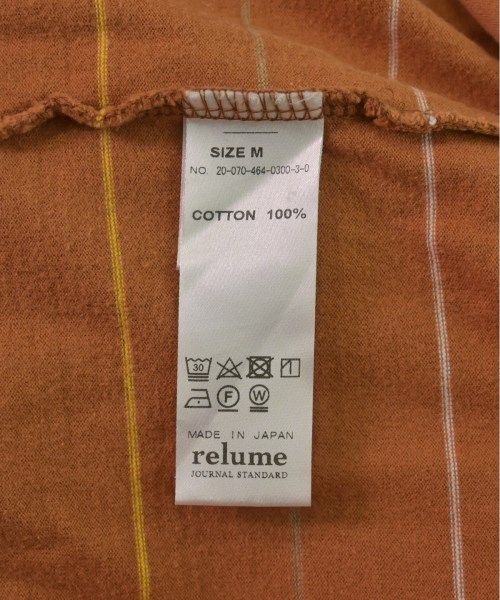 SIZE M
NO. 20-070-464-0300-3-0
COTTON 100%
30
F W
MADE IN JAPAN
relume
JOURNAL STANDARD